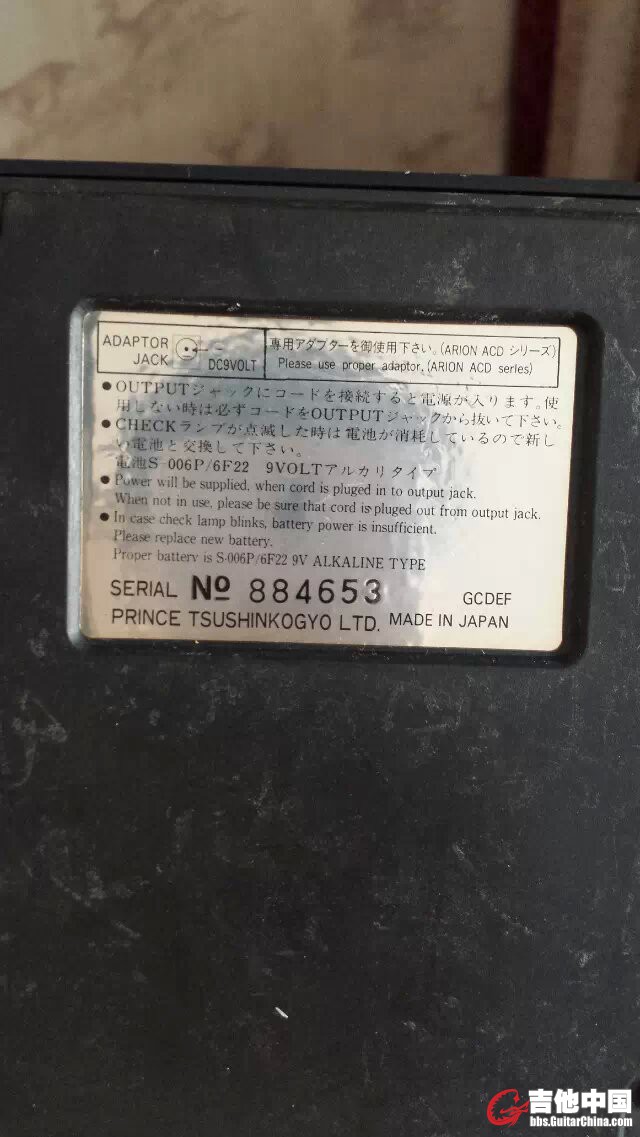 ADAPTOR
JACK
DC9VOLT
専用アダプターを御使用下さい。(ARION ACD シリーズ)
Please use proper adaptor. (ARION ACD series)
●OUTPUTジャックにコードを接続すると電源が入ります。使
用しない時は必ずコードをOUTPUTジャックから抜いて下さい。
●CHECKランプが点滅した時は電池が消耗しているので新し
い電池と交換して下さい。
電池S-006P/6F22 9VOLTアルカリタイプ
● Power will be supplied, when cord is pluged in to output jack.
When not in use, please be sure that cord is pluged out from output jack.
● In case check lamp blinks, battery power is insufficient.
Please replace new battery.
Proper battery is S-006P/6F22 9V ALKALINE TYPE
SERIAL № 884653
GCDEF
PRINCE TSUSHINKOGYO LTD. MADE IN JAPAN
吉他中国
bbs.GuitarChina.com